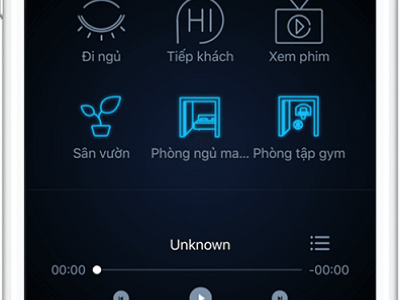 HI
Đi ngủ Tiếp khách Xem phim
Sân vườn Phòng ngủ ma... Phòng tập gym
Unknown
00:00 -00:00